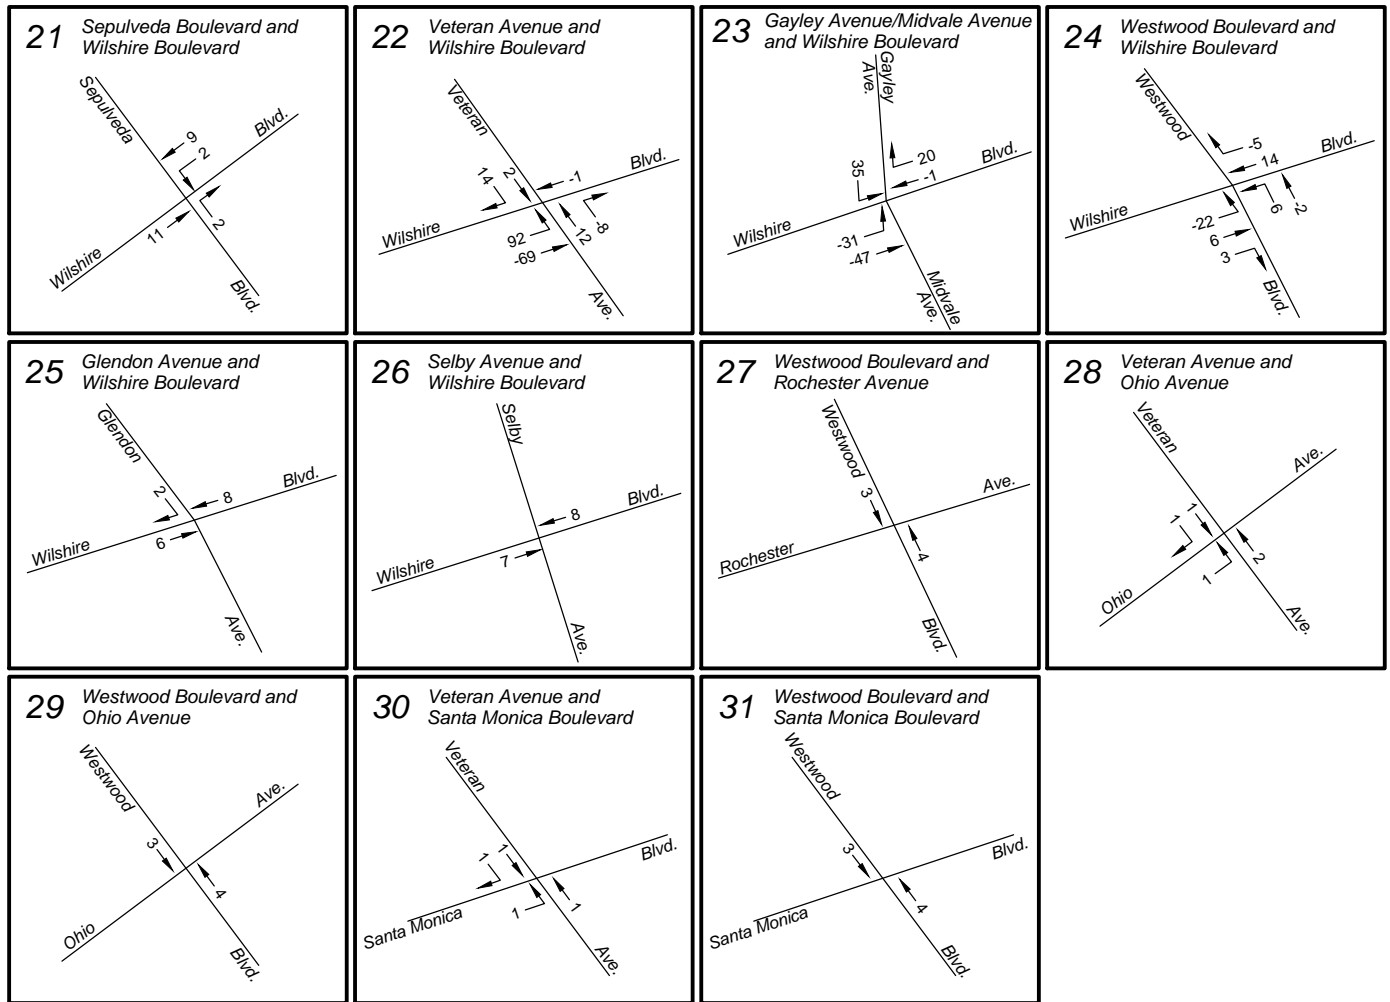 21 Sepulveda Boulevard and
Wilshire Boulevard
Sepulveda
Blvd.
9
2
11
2
Wilshire
Blvd.
22 Veteran Avenue and
Wilshire Boulevard
Veteran
Blvd.
14
2
-1
Wilshire
92
-69
12
-8
Ave.
23 Gayley Avenue/Midvale Avenue
and Wilshire Boulevard
Gayley
Ave.
35
20
-1
Blvd.
Wilshire
-31
-47
Midvale
Ave.
24 Westwood Boulevard and
Wilshire Boulevard
Westwood
-5
14
Blvd.
Wilshire
-22
6
3
6
-2
Blvd.
25 Glendon Avenue and
Wilshire Boulevard
Glendon
Blvd.
2
8
Wilshire
6
Ave.
26 Selby Avenue and
Wilshire Boulevard
Selby
Blvd.
8
7
Wilshire
Ave.
27 Westwood Boulevard and
Rochester Avenue
Westwood
3
Ave.
Rochester
4
Blvd.
28 Veteran Avenue and
Ohio Avenue
Veteran
Ave.
1
1
2
1
Ohio
Ave.
29 Westwood Boulevard and
Ohio Avenue
Westwood
Ave.
3
4
Ohio
Blvd.
30 Veteran Avenue and
Santa Monica Boulevard
Veteran
1
1
Blvd.
1
1
Santa Monica
Ave.
31 Westwood Boulevard and
Santa Monica Boulevard
Westwood
3
Blvd.
4
Santa Monica
Blvd.